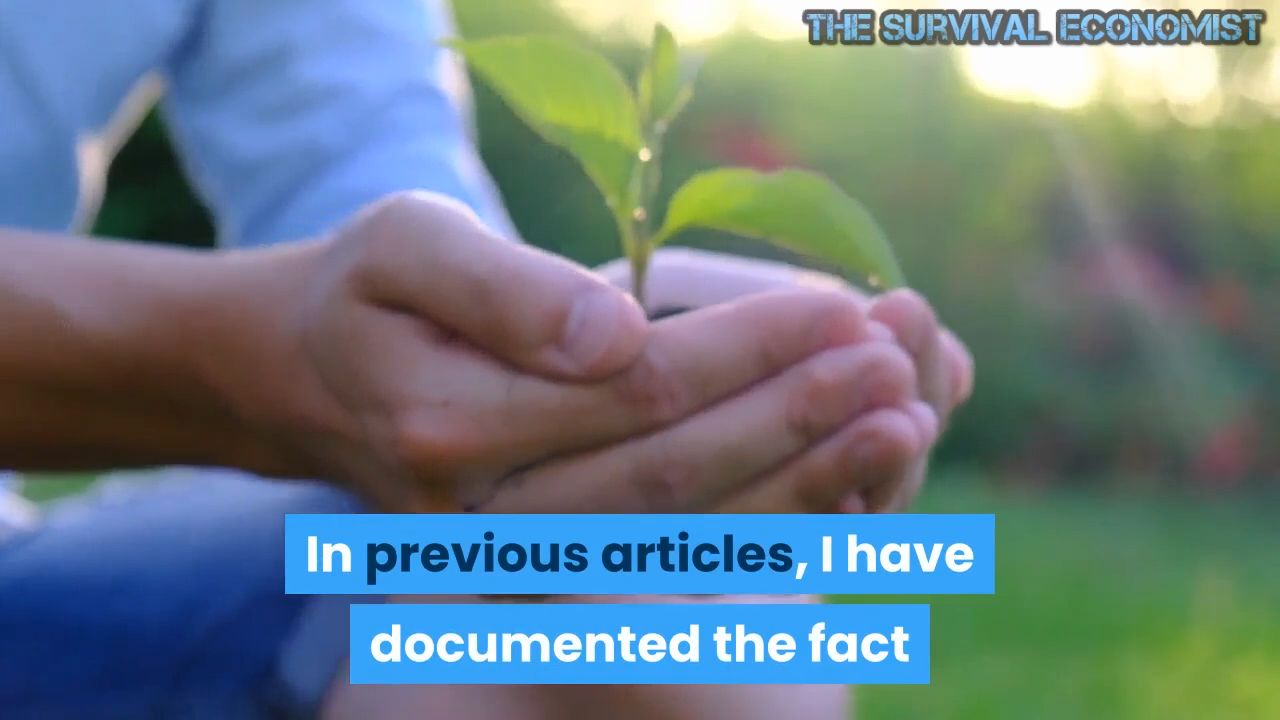 THE SURVIVAL ECONOMIST
In previous articles, I have
documented the fact